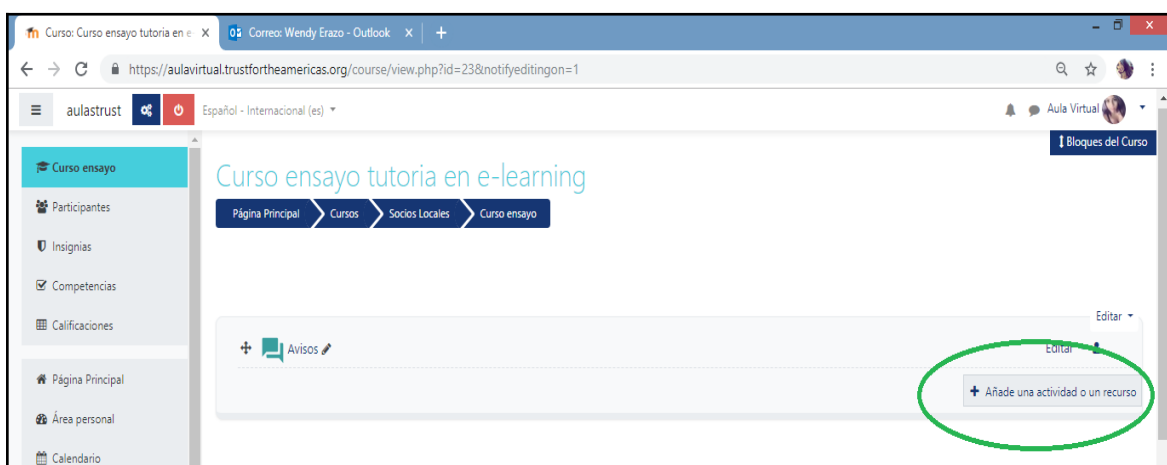 Curso: Curso ensayo tutoria en e
Correo: Wendy Erazo - Outlook
https://aulavirtual.trustfortheamericas.org/course/view.php?id=23&notifyeditingon=1
aulastrust
Español - Internacional (es)
Aula Virtual
Bloques del Curso
Curso ensayo
Participantes
Insignias
Competencias
Calificaciones
Página Principal
Área personal
Calendario
Curso ensayo tutoria en e-learning
Página Principal
Cursos
Socios Locales
Curso ensayo
Editar
Avisos
Editar
Añade una actividad o un recurso